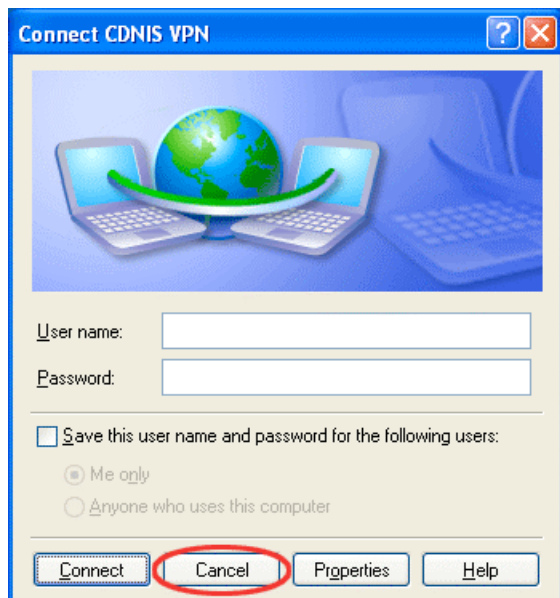 Connect CDNIS VPN
User name:
Password:
Save this user name and password for the following users:
Me only
Anyone who uses this computer
Connect Cancel Properties Help